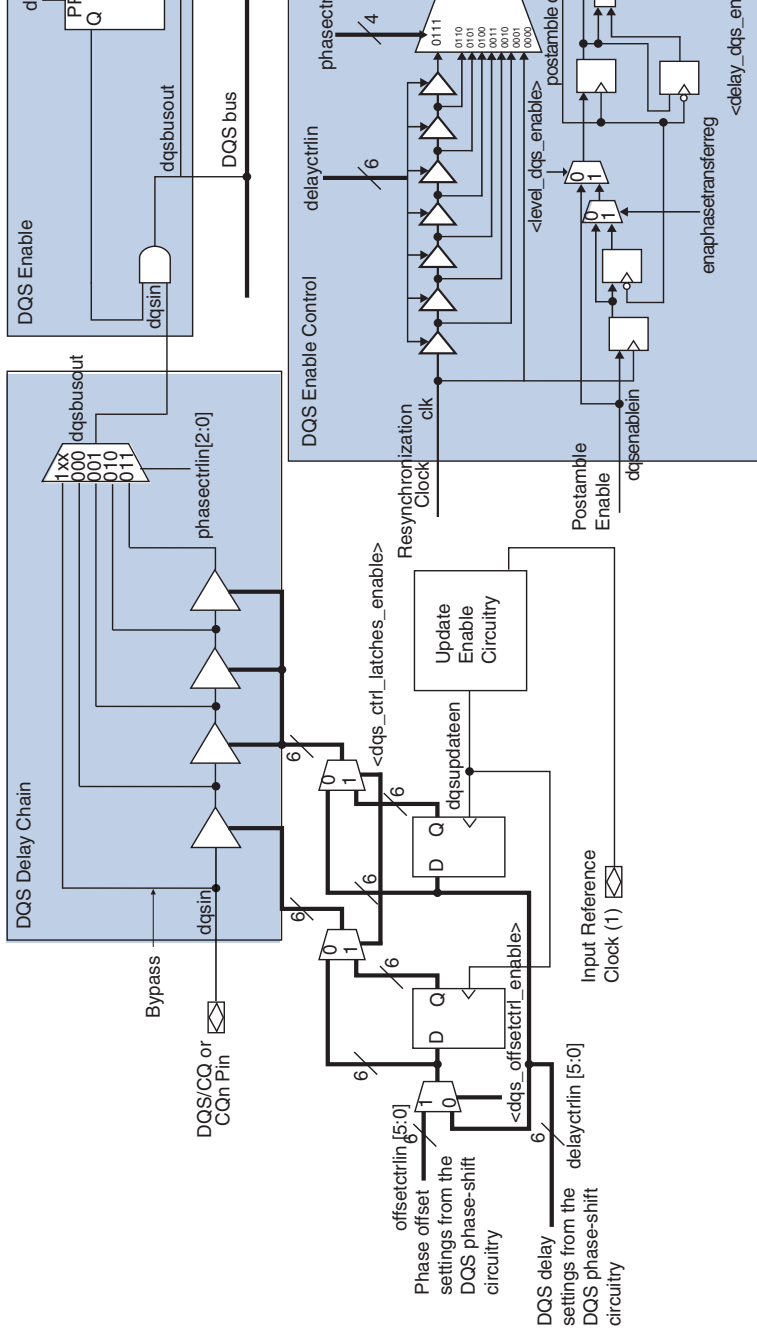 DQS Delay Chain
Bypass
dqsin
DQS/CQ or
CQn Pin
1xx
000
001
010
011
dqsbusout
phasectrlin[2:0]
DQS Enable
dqsin
Q
dqsbusout
DQS bus
DQS Enable Control
Resynchronization
Clock
clk
delayctrlin
6
4
0111
0110
0101
0100
0011
0010
0001
0000
<level_dqs_enable>
0
1
0
1
enaphasetransferreg
Postamble
Enable
dqsenablein
Phase offset
settings from the
DQS phase-shift
circuitry
offsetctrlin [5:0]
6
1
0
<dqs_offsetctrl_enable>
DQS delay
settings from the
DQS phase-shift
circuitry
6
delayctrlin [5:0]
6
D
Q
6
0
1
6
6
D
Q
6
0
1
6
<dqs_ctrl_latches_enable>
dqsupdateen
Update
Enable
Circuitry
Input Reference
Clock (1)